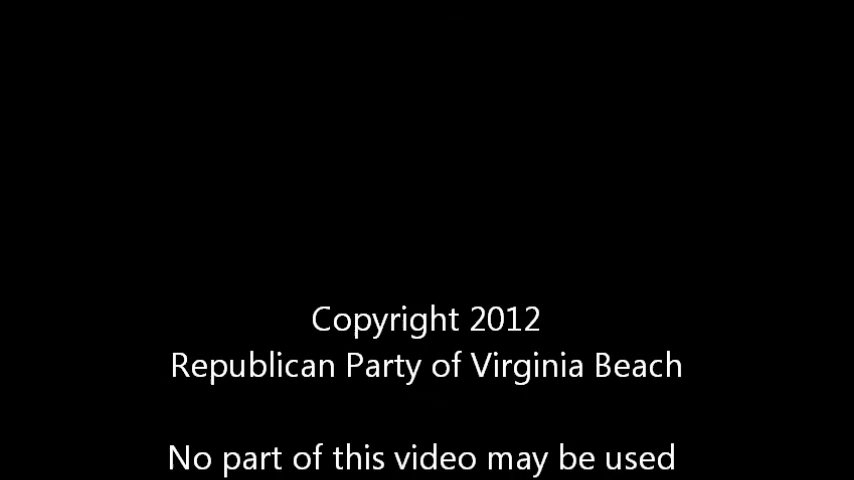 Copyright 2012
Republican Party of Virginia Beach
No part of this video may be used